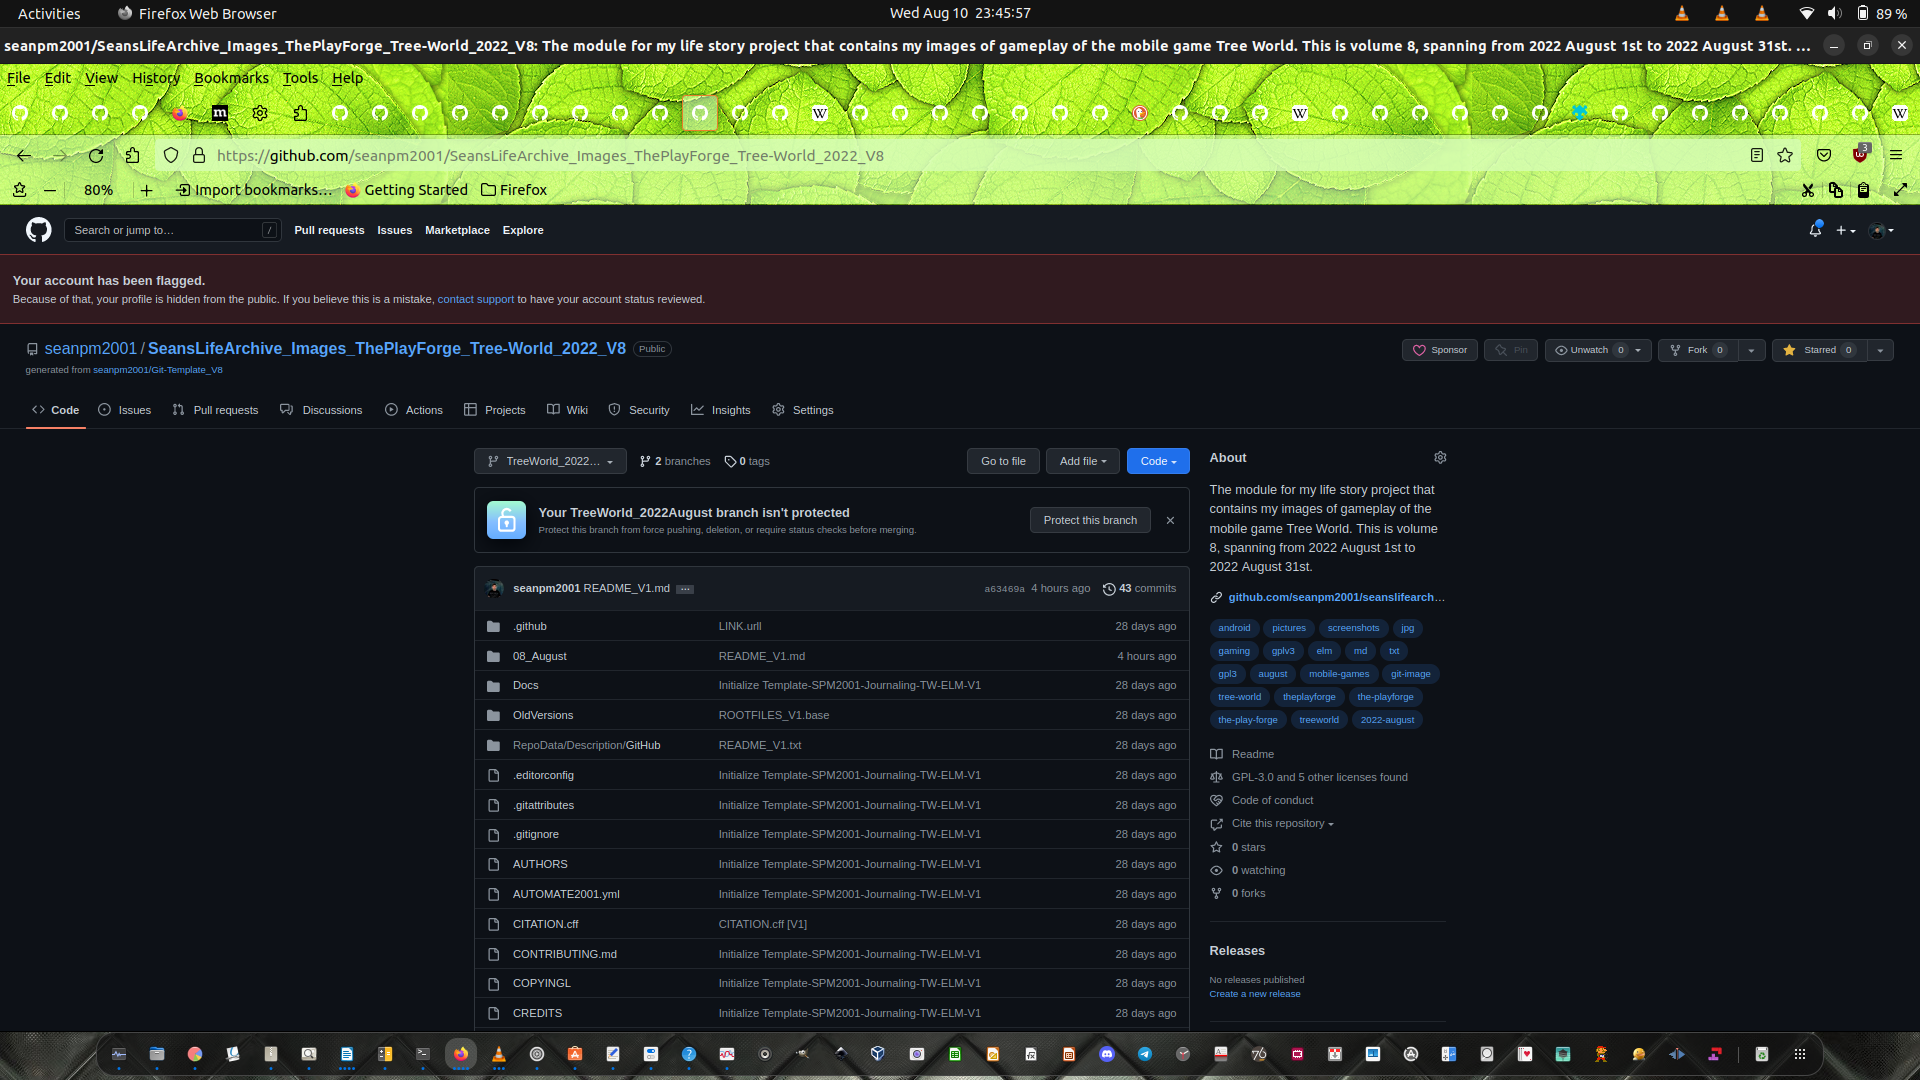 Activities
Firefox Web Browser
Wed Aug 10 23:45:57
89 %
seanpm2001/SeansLifeArchive_Images_ThePlayForge_Tree-World_2022_V8: The module for my life story project that contains my images of gameplay of the mobile game Tree World. This is volume 8, spanning from 2022 August 1st to 2022 August 31st. ...
File Edit View History Bookmarks Tools Help
https://github.com/seanpm2001/SeansLifeArchive_Images_ThePlayForge_Tree-World_2022_V8
3
80%
Import bookmarks...
Getting Started
Firefox
Search or jump to...
/
Pull requests Issues Marketplace Explore
Your account has been flagged.
Because of that, your profile is hidden from the public. If you believe this is a mistake, contact support to have your account status reviewed.
seanpm2001 / SeansLifeArchive_Images_ThePlayForge_Tree-World_2022_V8
Public
Sponsor
Pin
Unwatch 0
Fork 0
Starred 0
generated from seanpm2001/Git-Template_V8
Code Issues Pull requests Discussions Actions Projects Wiki Security Insights Settings
TreeWorld_2022...
2 branches
0 tags
Go to file
Add file
Code
Your TreeWorld_2022August branch isn't protected
Protect this branch from force pushing, deletion, or require status checks before merging.
Protect this branch
seanpm2001 README_V1.md ...
a63469a 4 hours ago
43 commits
.github LINK.urll 28 days ago
08_August README_V1.md 4 hours ago
Docs Initialize Template-SPM2001-Journaling-TW-ELM-V1 28 days ago
OldVersions ROOTFILES_V1.base 28 days ago
RepoData/Description/GitHub README_V1.txt 28 days ago
.editorconfig Initialize Template-SPM2001-Journaling-TW-ELM-V1 28 days ago
.gitattributes Initialize Template-SPM2001-Journaling-TW-ELM-V1 28 days ago
.gitignore Initialize Template-SPM2001-Journaling-TW-ELM-V1 28 days ago
AUTHORS Initialize Template-SPM2001-Journaling-TW-ELM-V1 28 days ago
AUTOMATE2001.yml Initialize Template-SPM2001-Journaling-TW-ELM-V1 28 days ago
CITATION.cff CITATION.cff [V1] 28 days ago
CONTRIBUTING.md Initialize Template-SPM2001-Journaling-TW-ELM-V1 28 days ago
COPYINGL Initialize Template-SPM2001-Journaling-TW-ELM-V1 28 days ago
CREDITS Initialize Template-SPM2001-Journaling-TW-ELM-V1 28 days ago
About
The module for my life story project that
contains my images of gameplay of the
mobile game Tree World. This is volume
8, spanning from 2022 August 1st to
2022 August 31st.
github.com/seanpm2001/seanslifearch...
android pictures screenshots jpg
gaming gplv3 elm md txt
gpl3 august mobile-games git-image
tree-world theplayforge the-playforge
the-play-forge treeworld 2022-august
Readme
GPL-3.0 and 5 other licenses found
Code of conduct
Cite this repository
0 stars
0 watching
0 forks
Releases
No releases published
Create a new release